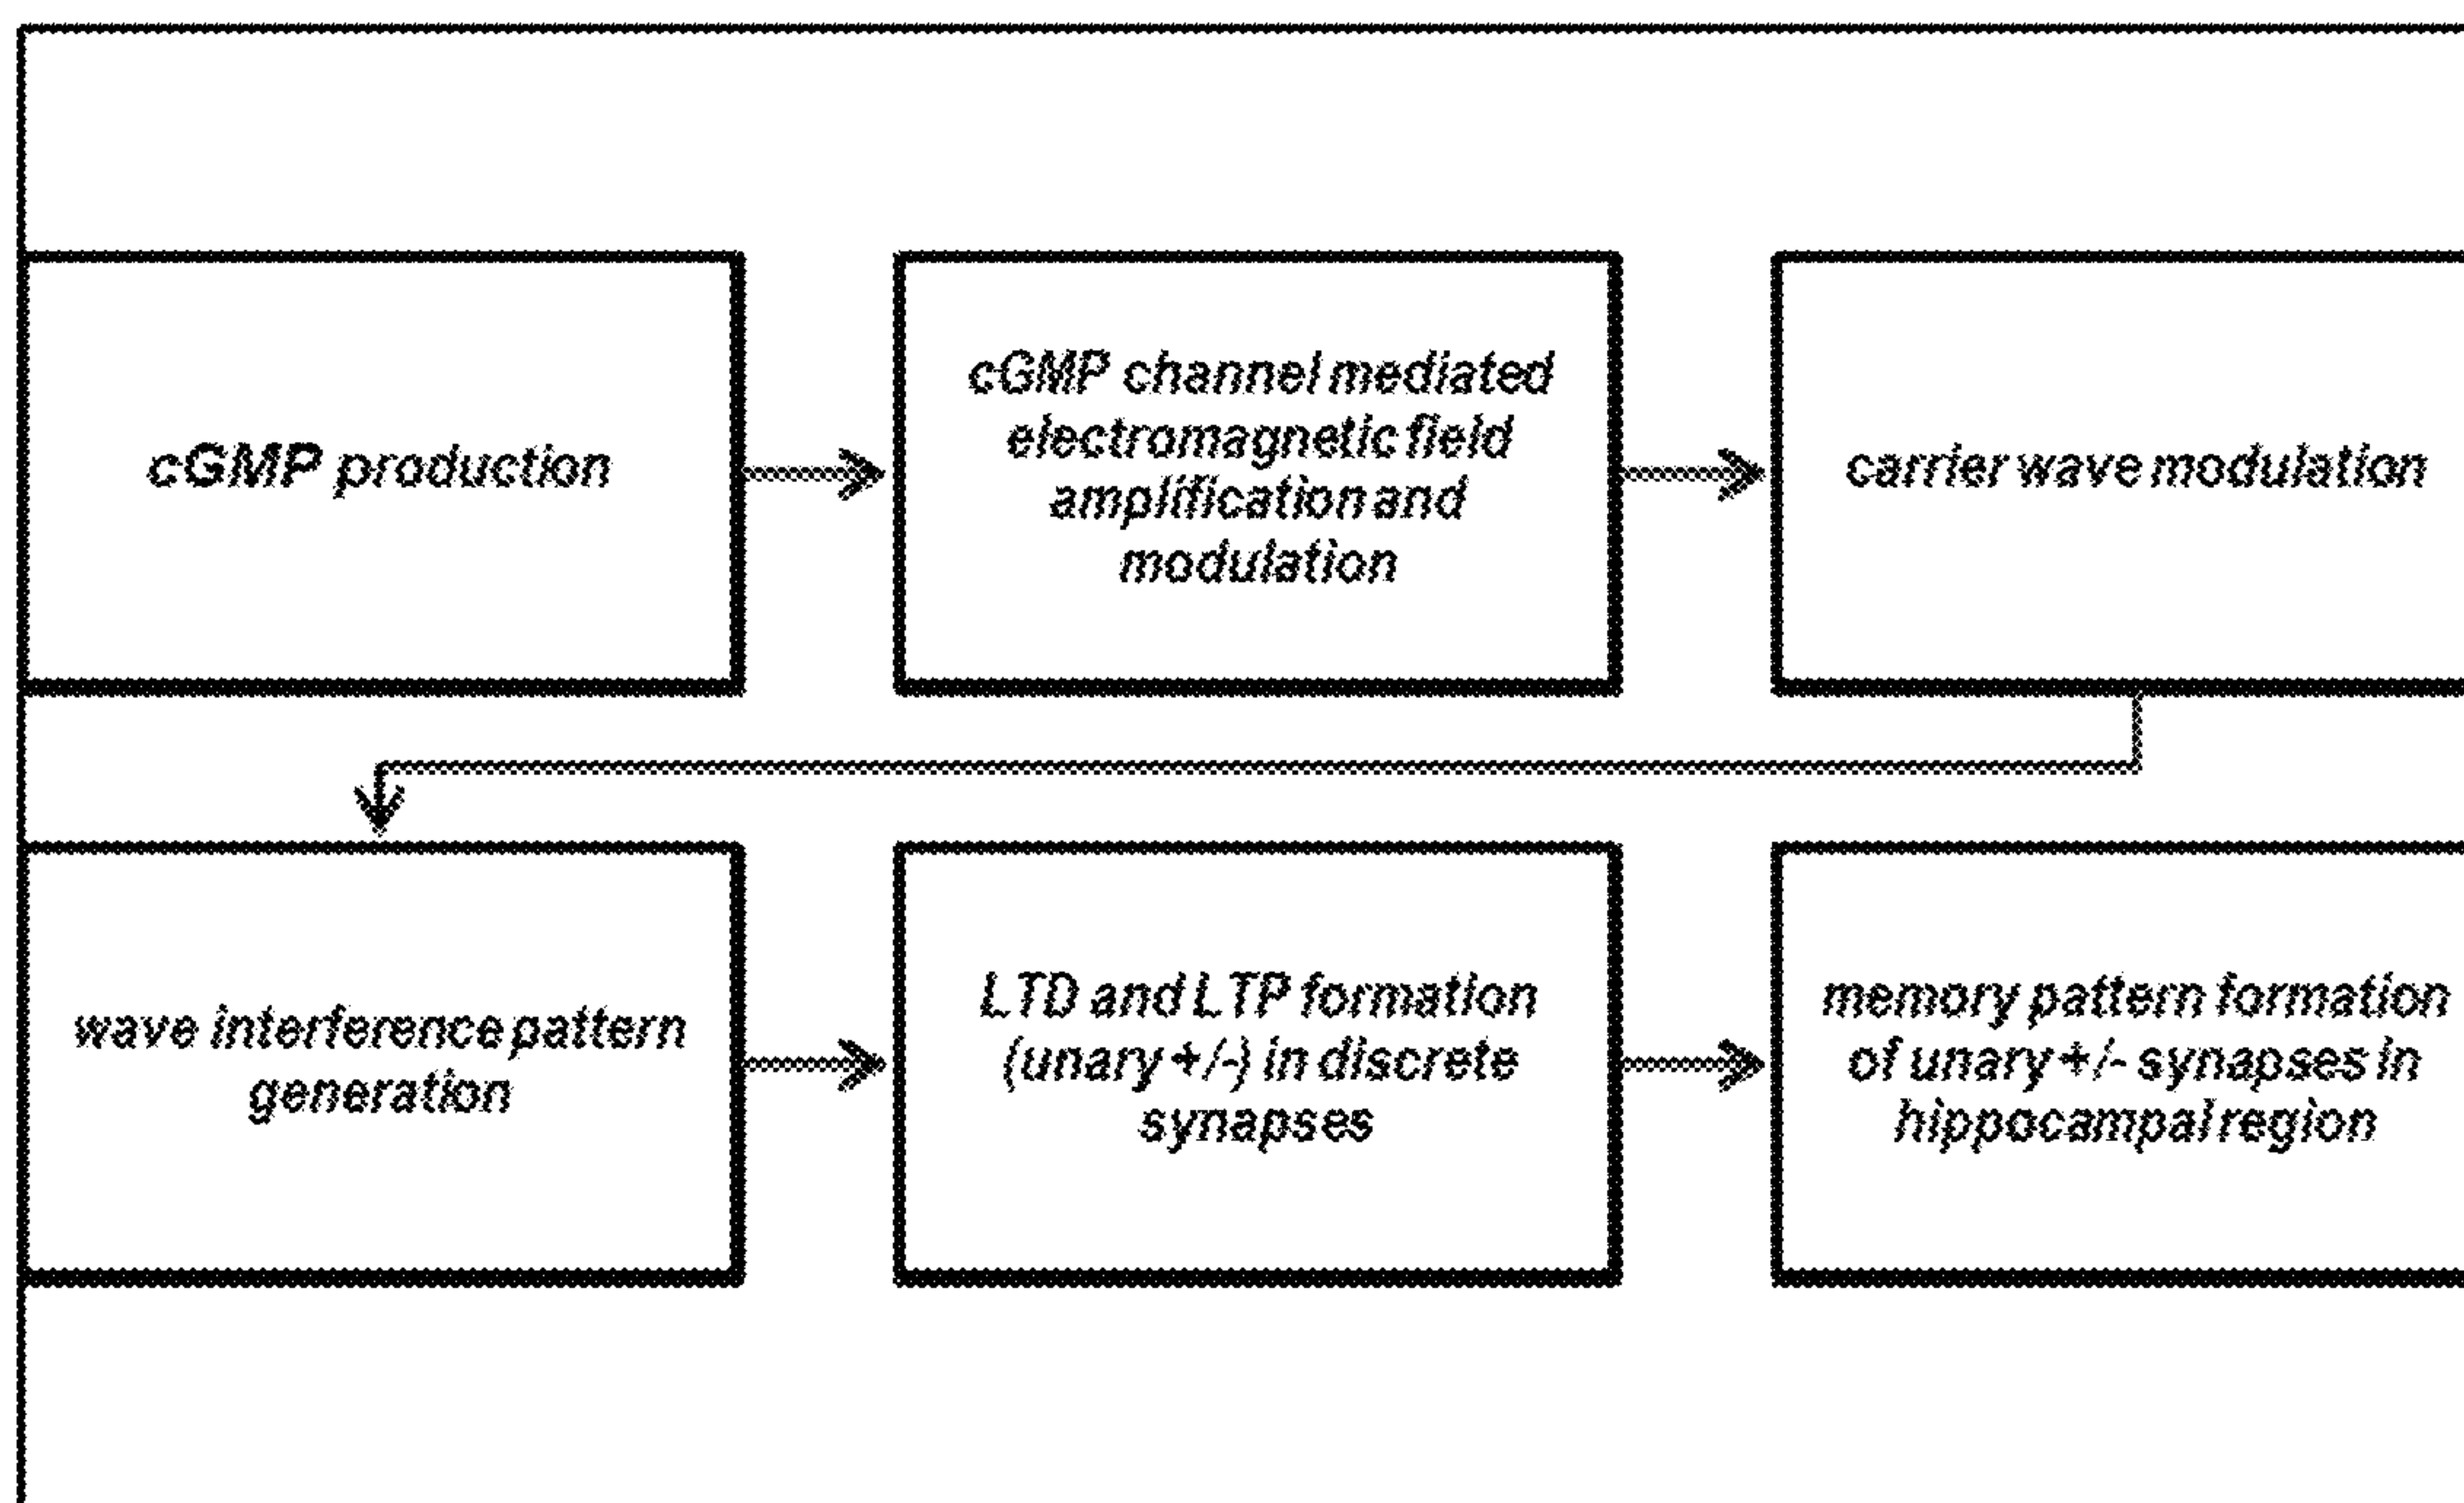 cGMP production
cGMP channel mediated
electromagnetic field
amplification and
modulation
carrier wave modulation
wave interference pattern
generation
LTD and LTP formation
(unary +/-) in discrete
synapses
memory pattern formation
of unary +/- synapses in
hippocampal region